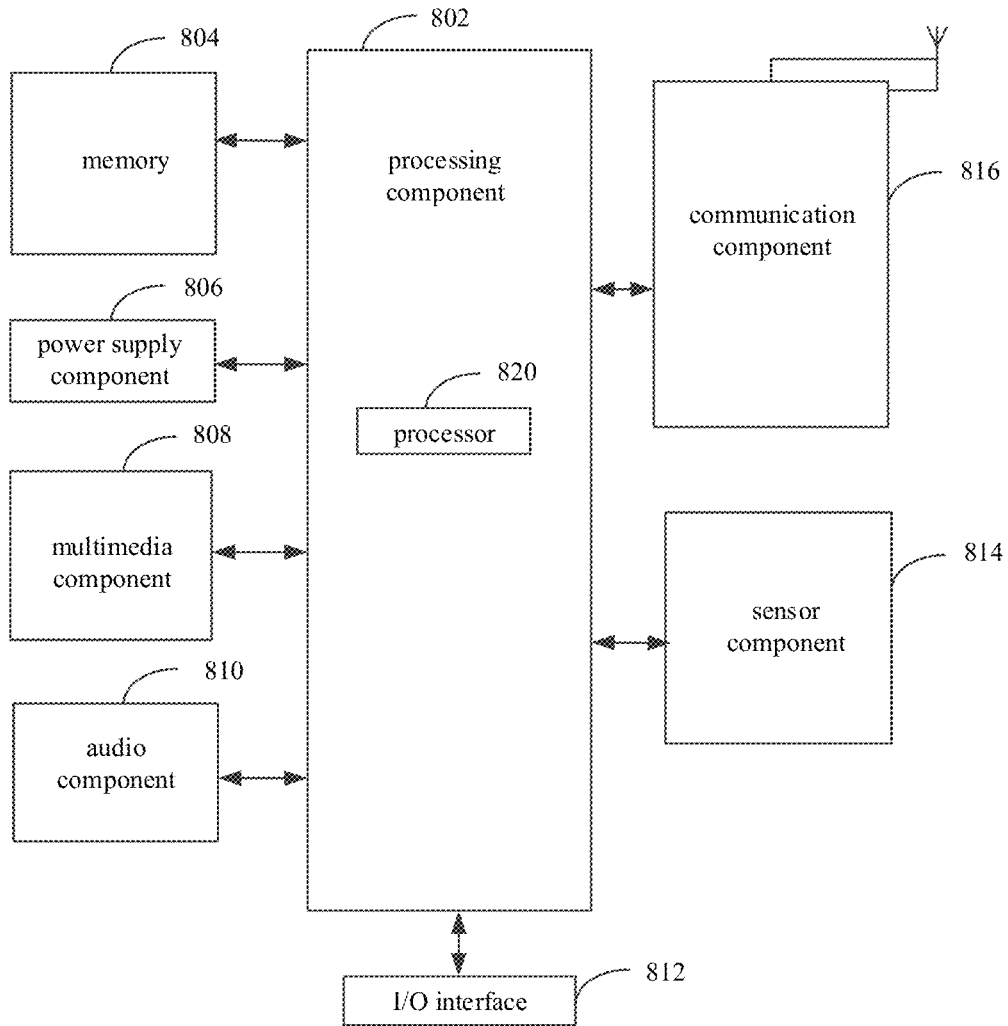 804
802
memory
processing
component
816
communication
component
806
power supply
component
820
processor
808
multimedia
component
814
sensor
component
810
audio
component
812
I/O interface